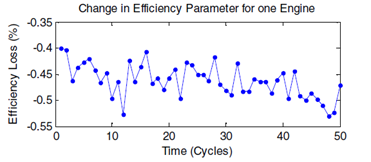 Change in Efficiency Parameter for one Engine
Efficiency Loss (%)
-0.35
-0.4
-0.45
-0.5
-0.55
0 10 20 30 40 50
Time (Cycles)